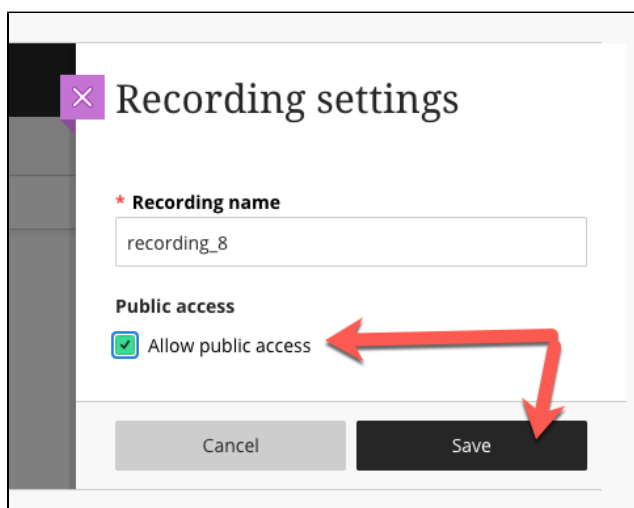 Recording settings
* Recording name
recording_8
Public access
Allow public access
Cancel
Save